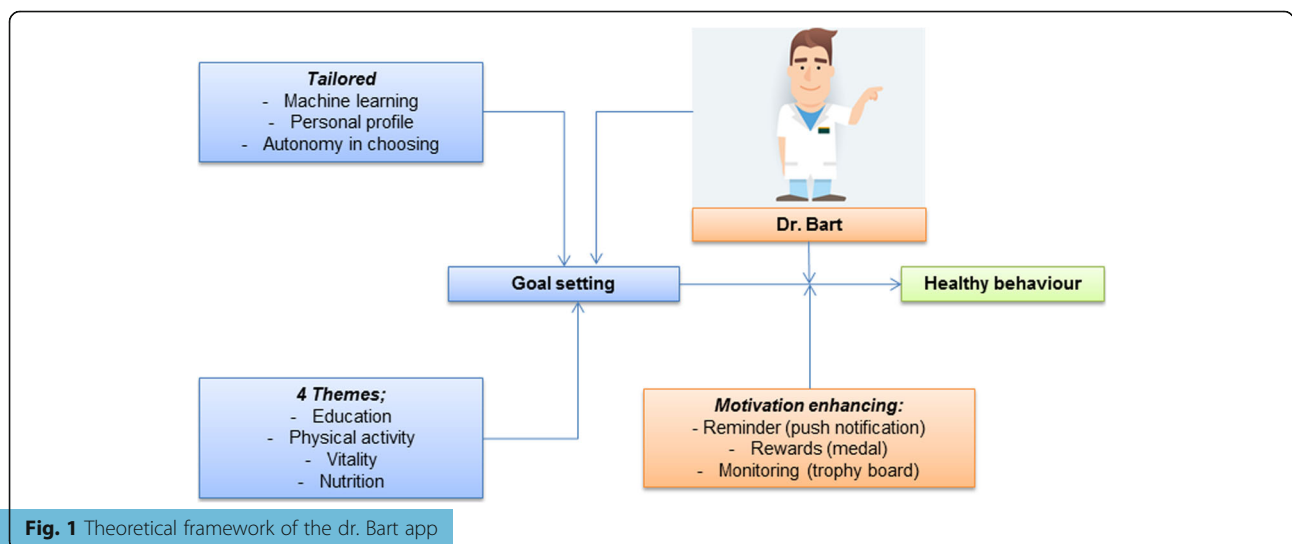 Tailored
- Machine learning
- Personal profile
- Autonomy in choosing
Dr. Bart
Goal setting
Healthy behaviour
4 Themes;
- Education
- Physical activity
- Vitality
- Nutrition
Motivation enhancing:
- Reminder (push notification)
- Rewards (medal)
- Monitoring (trophy board)
Fig. 1 Theoretical framework of the dr. Bart app